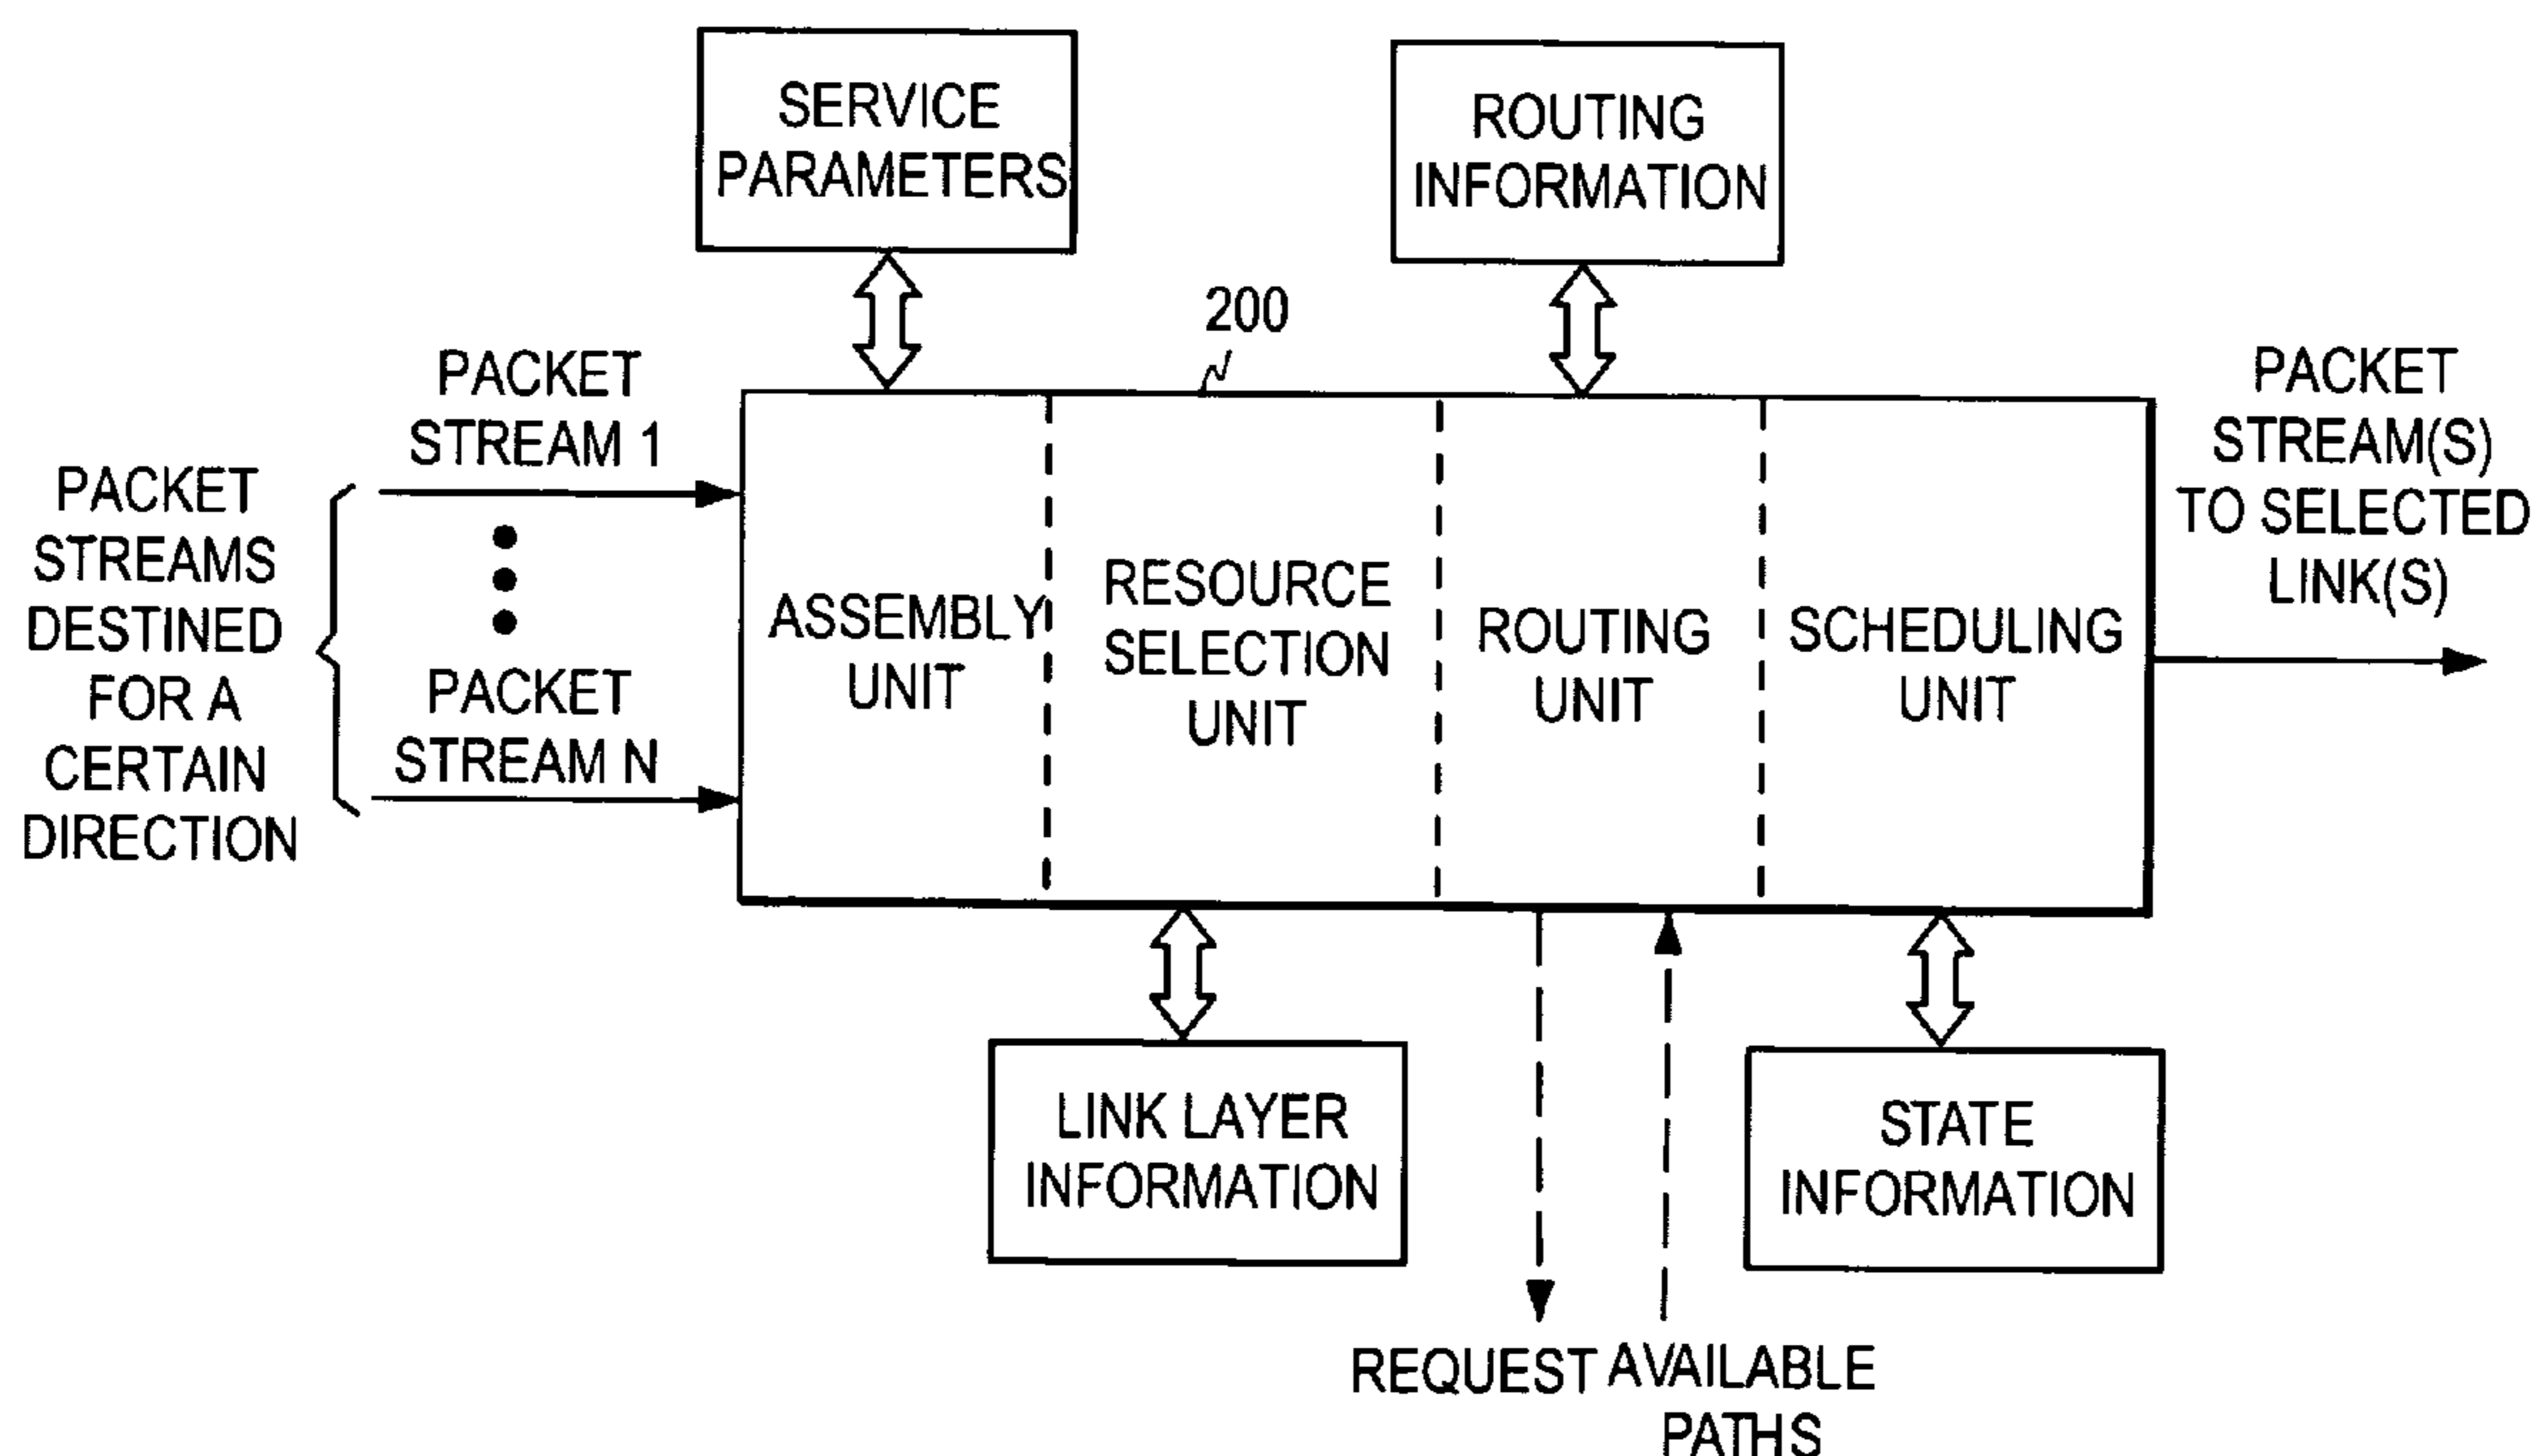 SERVICE
PARAMETERS
ROUTING
INFORMATION
200
PACKET
STREAM 1
PACKET
STREAMS
DESTINED
FOR A
CERTAIN
DIRECTION
PACKET
STREAM N
ASSEMBLY
UNIT
RESOURCE
SELECTION
UNIT
ROUTING
UNIT
SCHEDULING
UNIT
PACKET
STREAM(S)
TO SELECTED
LINK(S)
LINK LAYER
INFORMATION
STATE
INFORMATION
REQUEST
AVAILABLE
PATHS